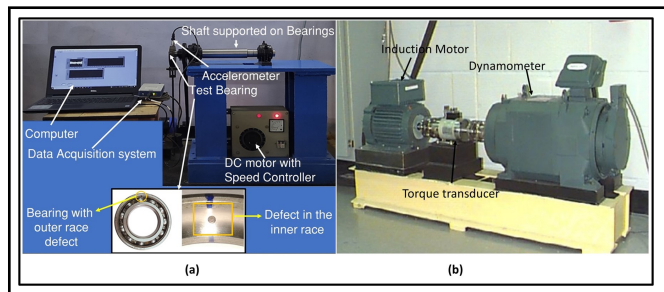 Shaft supported on Bearings
Accelerometer
Test Bearing
Computer
Data Acquisition system
DC motor with
Speed Controller
Bearing with
outer race
defect
Defect in the
inner race
(a)
Induction Motor
Dynamometer
Torque transducer
(b)